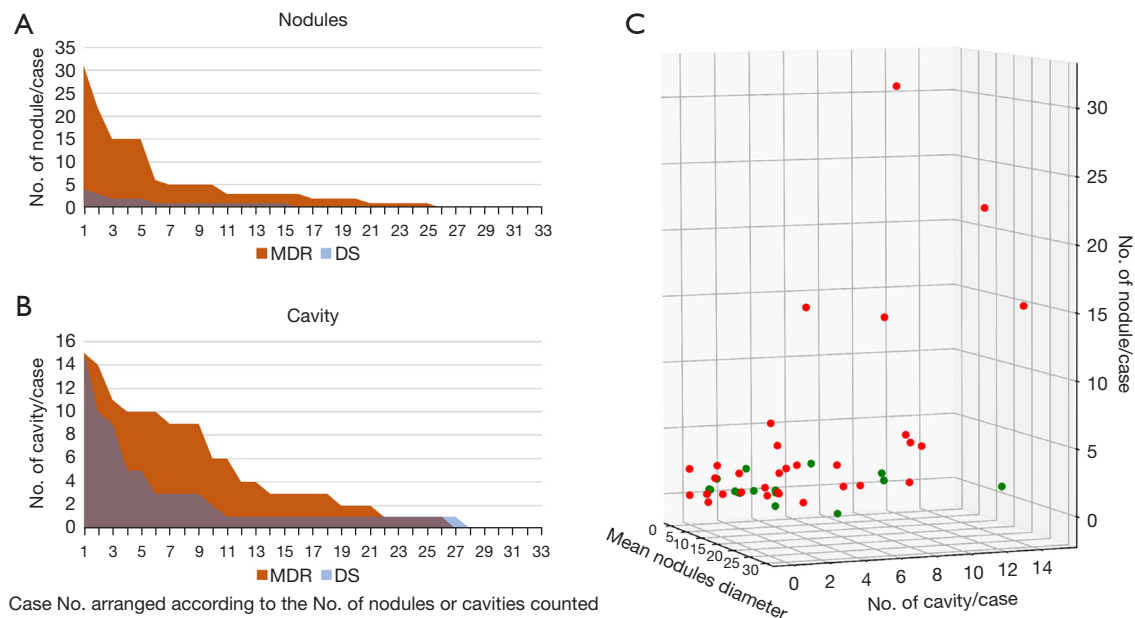 A
Nodules
No. of nodule/case
35
30
25
20
15
10
5
0
1 3 5 7 9 11 13 15 17 19 21 23 25 27 29 31 33
MDR DS
B
Cavity
No. of cavity/case
16
14
12
10
8
6
4
2
0
1 3 5 7 9 11 13 15 17 19 21 23 25 27 29 31 33
MDR DS
Case No. arranged according to the No. of nodules or cavities counted
C
30
25
20
15
10
5
0
No. of nodule/case
0 5 10 15 20 25 30
Mean nodules diameter
0 2 4 6 8 10 12 14
No. of cavity/case